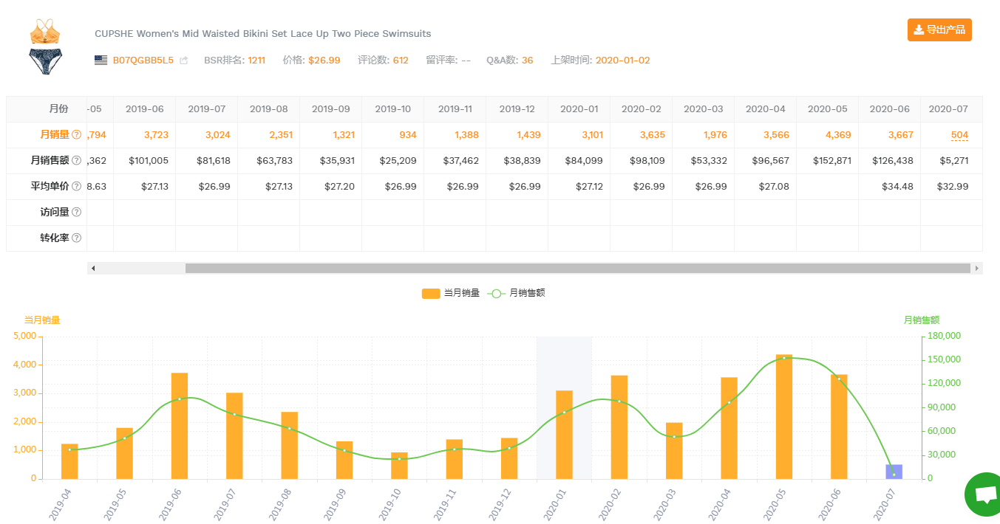 CUPSHE Women's Mid Waisted Bikini Set Lace Up Two Piece Swimsuits
导出产品
B07QGBB5L5 BSR排名: 1211 价格: $26.99 评论数: 612 留评率: -- Q&A数: 36 上架时间: 2020-01-02
月份 -05 2019-06 2019-07 2019-08 2019-09 2019-10 2019-11 2019-12 2020-01 2020-02 2020-03 2020-04 2020-05 2020-06 2020-07
月销量 ? ,794 3,723 3,024 2,351 1,321 934 1,388 1,439 3,101 3,635 1,976 3,566 4,369 3,667 504
月销售额 ? ,362 $101,005 $81,618 $63,783 $35,931 $25,209 $37,462 $38,839 $84,099 $98,109 $53,332 $96,567 $152,871 $126,438 $5,271
平均单价 ? 8.63 $27.13 $26.99 $27.13 $27.20 $26.99 $26.99 $26.99 $27.12 $26.99 $26.99 $27.08 $34.48 $32.99
访问量 ?
转化率 ?
当月销量 月销售额
当月销量 月销售额
5,000 180,000
4,000 150,000
3,000 120,000
2,000 90,000
1,000 60,000
0 30,000
0
2019-04 2019-05 2019-06 2019-07 2019-08 2019-09 2019-10 2019-11 2019-12 2020-01 2020-02 2020-03 2020-04 2020-05 2020-06 2020-07